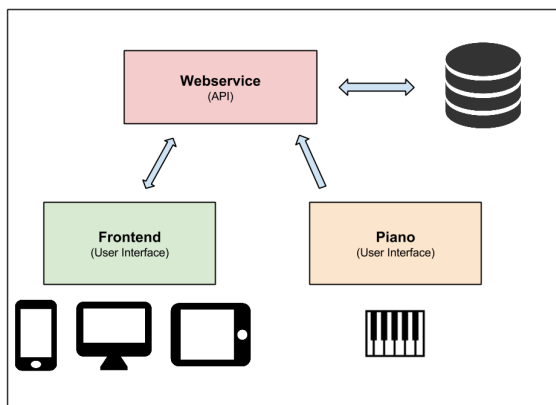 Webservice
(API)
Frontend
(User Interface)
Piano
(User Interface)